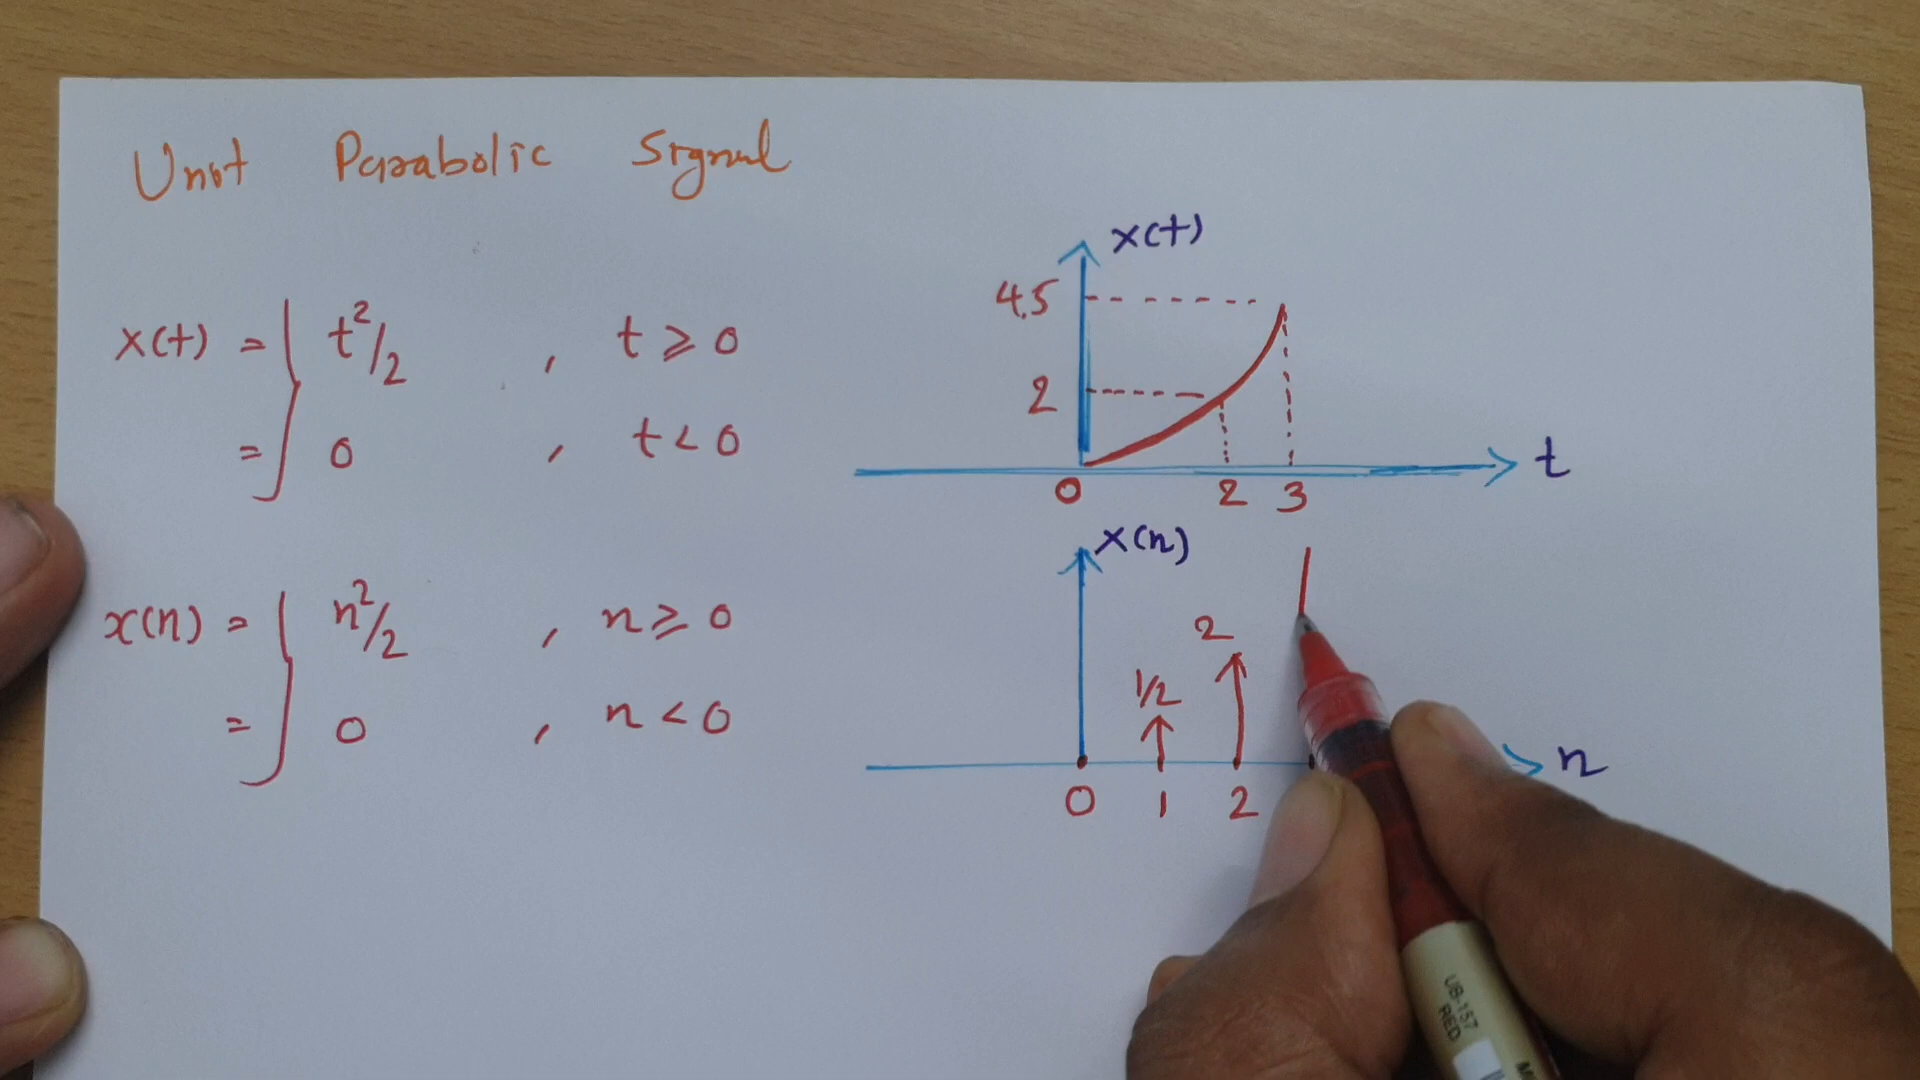 Unit Parabolic Signal
x(t) = { t²/2 , t ≥ 0
= 0 , t < 0
x(t)
4.5
2
0 2 3 t
x(n) = { n²/2 , n ≥ 0
= 0 , n < 0
x(n)
2
1/2
0 1 2 n
UB-157
RED